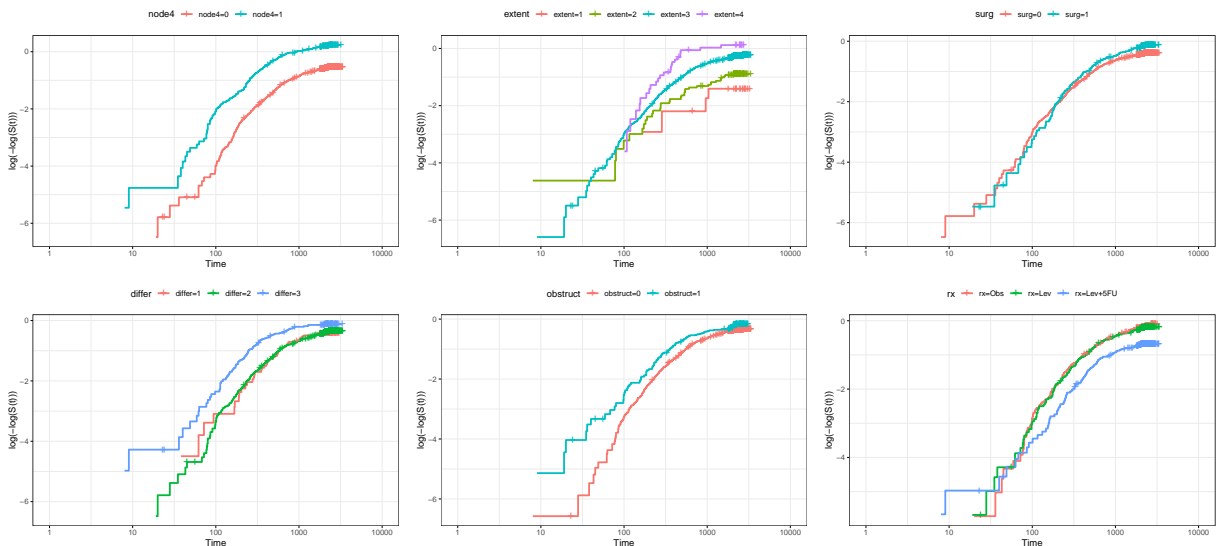 node4 node4=0 node4=1
0
−2
−4
−6
log(−log(S(t)))
1 10 100 1000 10000
Time
extent extent=1 extent=2 extent=3 extent=4
0
−2
−4
−6
log(−log(S(t)))
1 10 100 1000 10000
Time
surg surg=0 surg=1
0
−2
−4
−6
log(−log(S(t)))
1 10 100 1000 10000
Time
differ differ=1 differ=2 differ=3
0
−2
−4
−6
log(−log(S(t)))
1 10 100 1000 10000
Time
obstruct obstruct=0 obstruct=1
0
−2
−4
−6
log(−log(S(t)))
1 10 100 1000 10000
Time
rx rx=Obs rx=Lev rx=Lev+5FU
0
−2
−4
−6
log(−log(S(t)))
1 10 100 1000 10000
Time